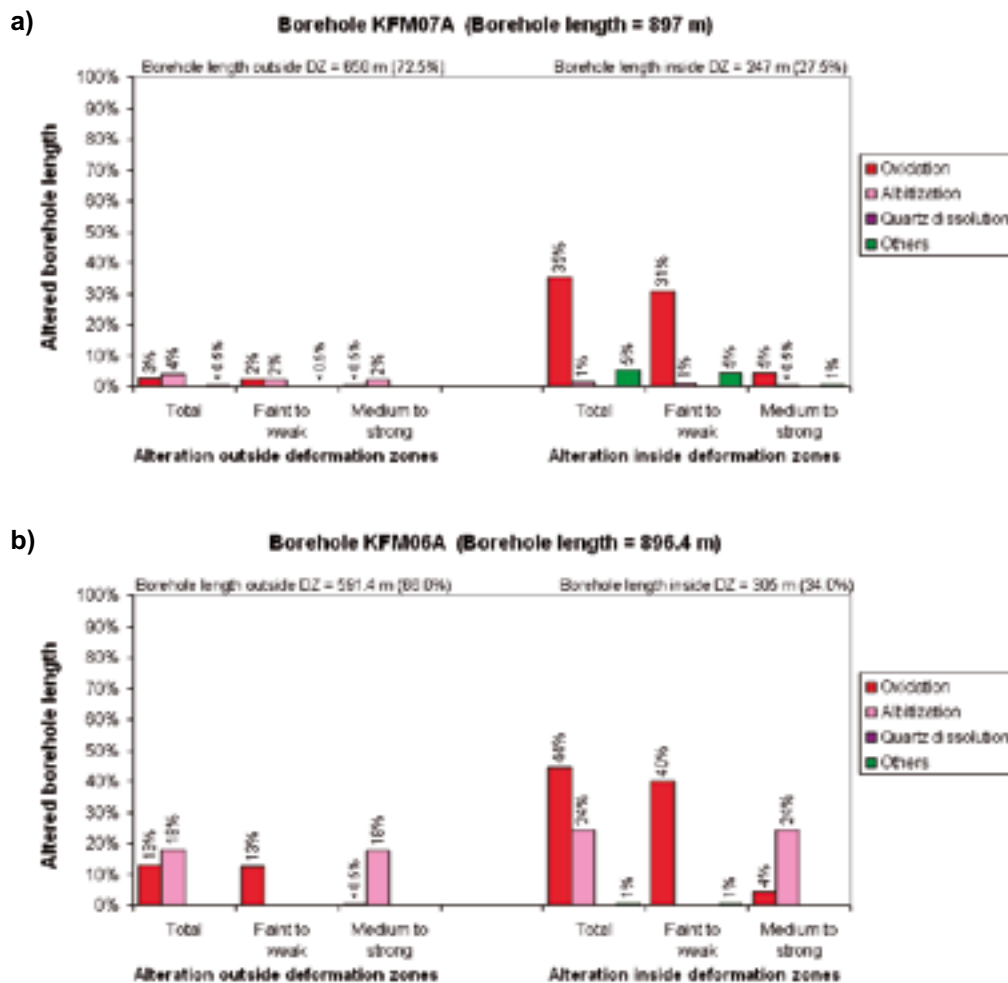 a)
Borehole KFM07A (Borehole length = 897 m)
Borehole length outside DZ = 650 m (72.5%)
Borehole length inside DZ = 247 m (27.5%)
Altered borehole length
100%
90%
80%
70%
60%
50%
40%
30%
20%
10%
0%
3% 4% < 0.5% 2% 2% < 0.5% < 0.5% 2%
35% 1% 5% 31% 1% < 0.5% 1%
Total Faint to weak Medium to strong
Total Faint to weak Medium to strong
Alteration outside deformation zones
Alteration inside deformation zones
Oxidation
Albitization
Quartz dissolution
Others
b)
Borehole KFM06A (Borehole length = 896.4 m)
Borehole length outside DZ = 591.4 m (66.0%)
Borehole length inside DZ = 305 m (34.0%)
Altered borehole length
100%
90%
80%
70%
60%
50%
40%
30%
20%
10%
0%
13% 18% 13% < 0.5% 18%
44% 24% 1% 40% 1% 4% 24%
Total Faint to weak Medium to strong
Total Faint to weak Medium to strong
Alteration outside deformation zones
Alteration inside deformation zones
Oxidation
Albitization
Quartz dissolution
Others